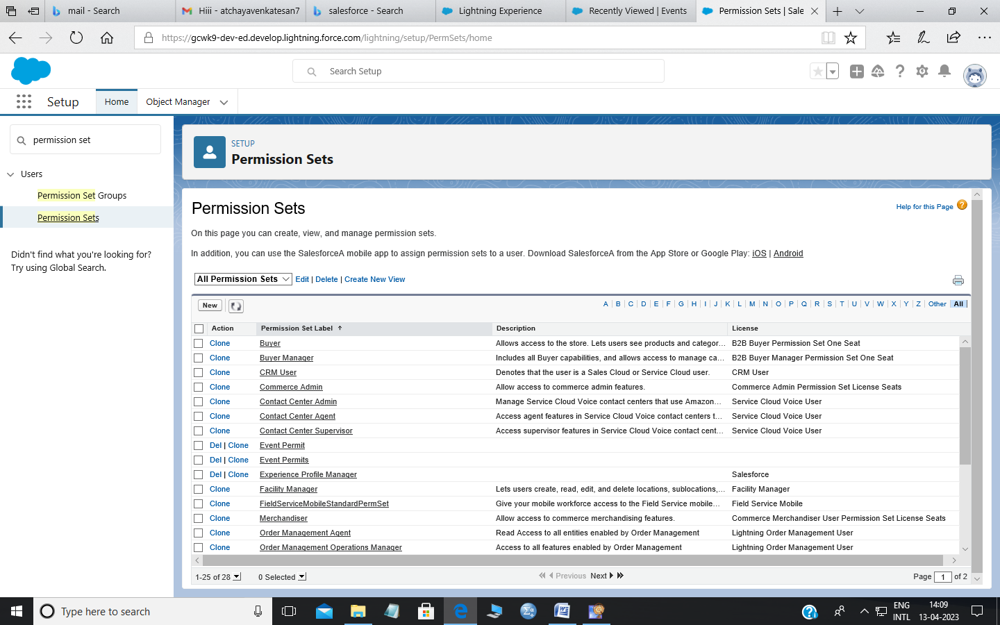 mail - Search
Hiii - atchayavenkatesan7
salesforce - Search
Lightning Experience
Recently Viewed | Events
Permission Sets | Sale
https://gcwk9-dev-ed.develop.lightning.force.com/lightning/setup/PermSets/home
Search Setup
Setup
Home
Object Manager
permission set
Users
Permission Set Groups
Permission Sets
Didn't find what you're looking for?
Try using Global Search.
SETUP
Permission Sets
Permission Sets
Help for this Page
On this page you can create, view, and manage permission sets.
In addition, you can use the SalesforceA mobile app to assign permission sets to a user. Download SalesforceA from the App Store or Google Play: iOS | Android
All Permission Sets Edit | Delete | Create New View
New
A | B | C | D | E | F | G | H | I | J | K | L | M | N | O | P | Q | R | S | T | U | V | W | X | Y | Z | Other | All
Action Permission Set Label Description License
Clone Buyer Allows access to the store. Lets users see products and categor... B2B Buyer Permission Set One Seat
Clone Buyer Manager Includes all Buyer capabilities, and allows access to manage ca... B2B Buyer Manager Permission Set One Seat
Clone CRM User Denotes that the user is a Sales Cloud or Service Cloud user. CRM User
Clone Commerce Admin Allow access to commerce admin features. Commerce Admin Permission Set License Seats
Clone Contact Center Admin Manage Service Cloud Voice contact centers that use Amazon... Service Cloud Voice User
Clone Contact Center Agent Access agent features in Service Cloud Voice contact centers t... Service Cloud Voice User
Clone Contact Center Supervisor Access supervisor features in Service Cloud Voice contact cent... Service Cloud Voice User
Del | Clone Event Permit
Del | Clone Event Permits
Del | Clone Experience Profile Manager Salesforce
Clone Facility Manager Lets users create, read, edit, and delete locations, sublocations,... Facility Manager
Clone FieldServiceMobileStandardPermSet Give your mobile workforce access to the Field Service mobile... Field Service Mobile
Clone Merchandiser Allow access to commerce merchandising features. Commerce Merchandiser User Permission Set License Seats
Clone Order Management Agent Read Access to all entities enabled by Order Management Lightning Order Management User
Clone Order Management Operations Manager Access to all features enabled by Order Management Lightning Order Management User
1-25 of 28 0 Selected Previous Next Page 1 of 2
Type here to search
ENG
INTL
14:09
13-04-2023